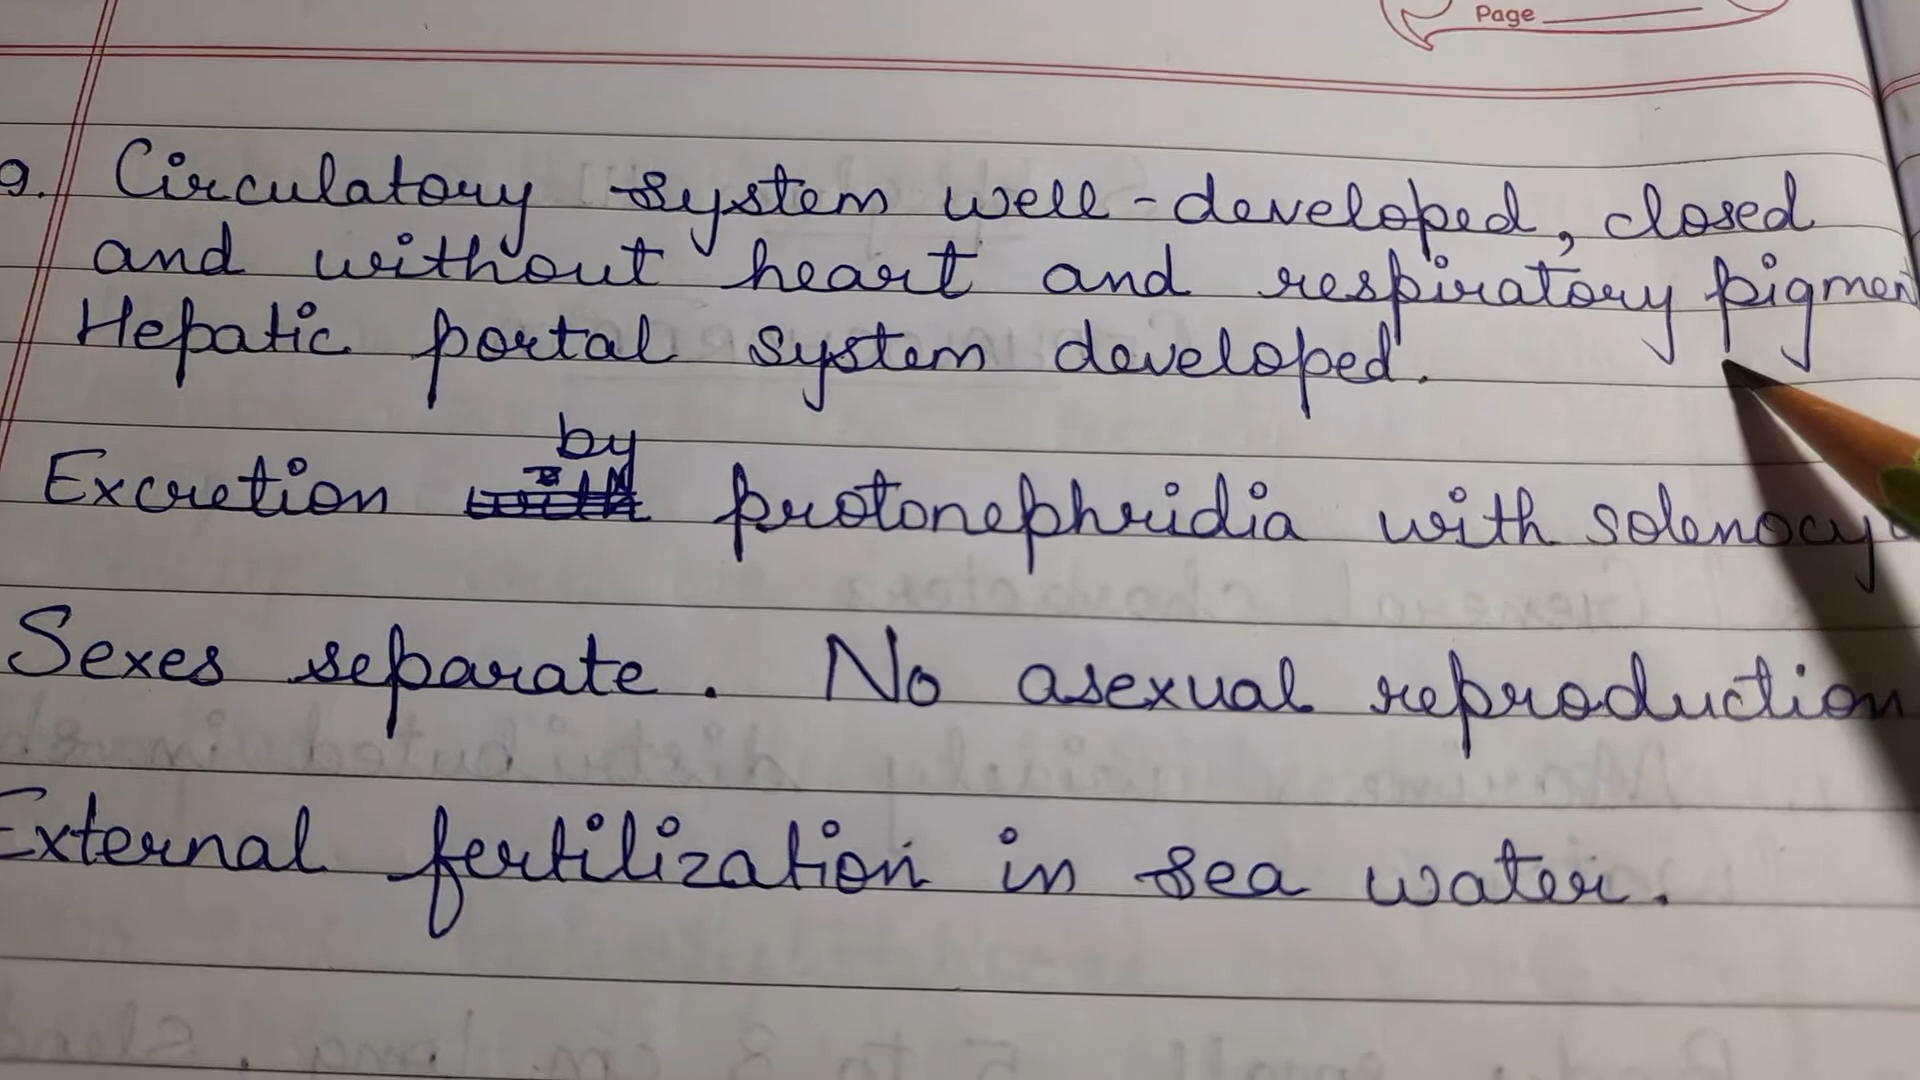 Page
9. Circulatory system well-developed, closed
and without heart and respiratory pigmen
Hepatic portal system developed.
by
Excretion protonephridia with solenocy
Sexes separate. No asexual reproduction
External fertilization in sea water.